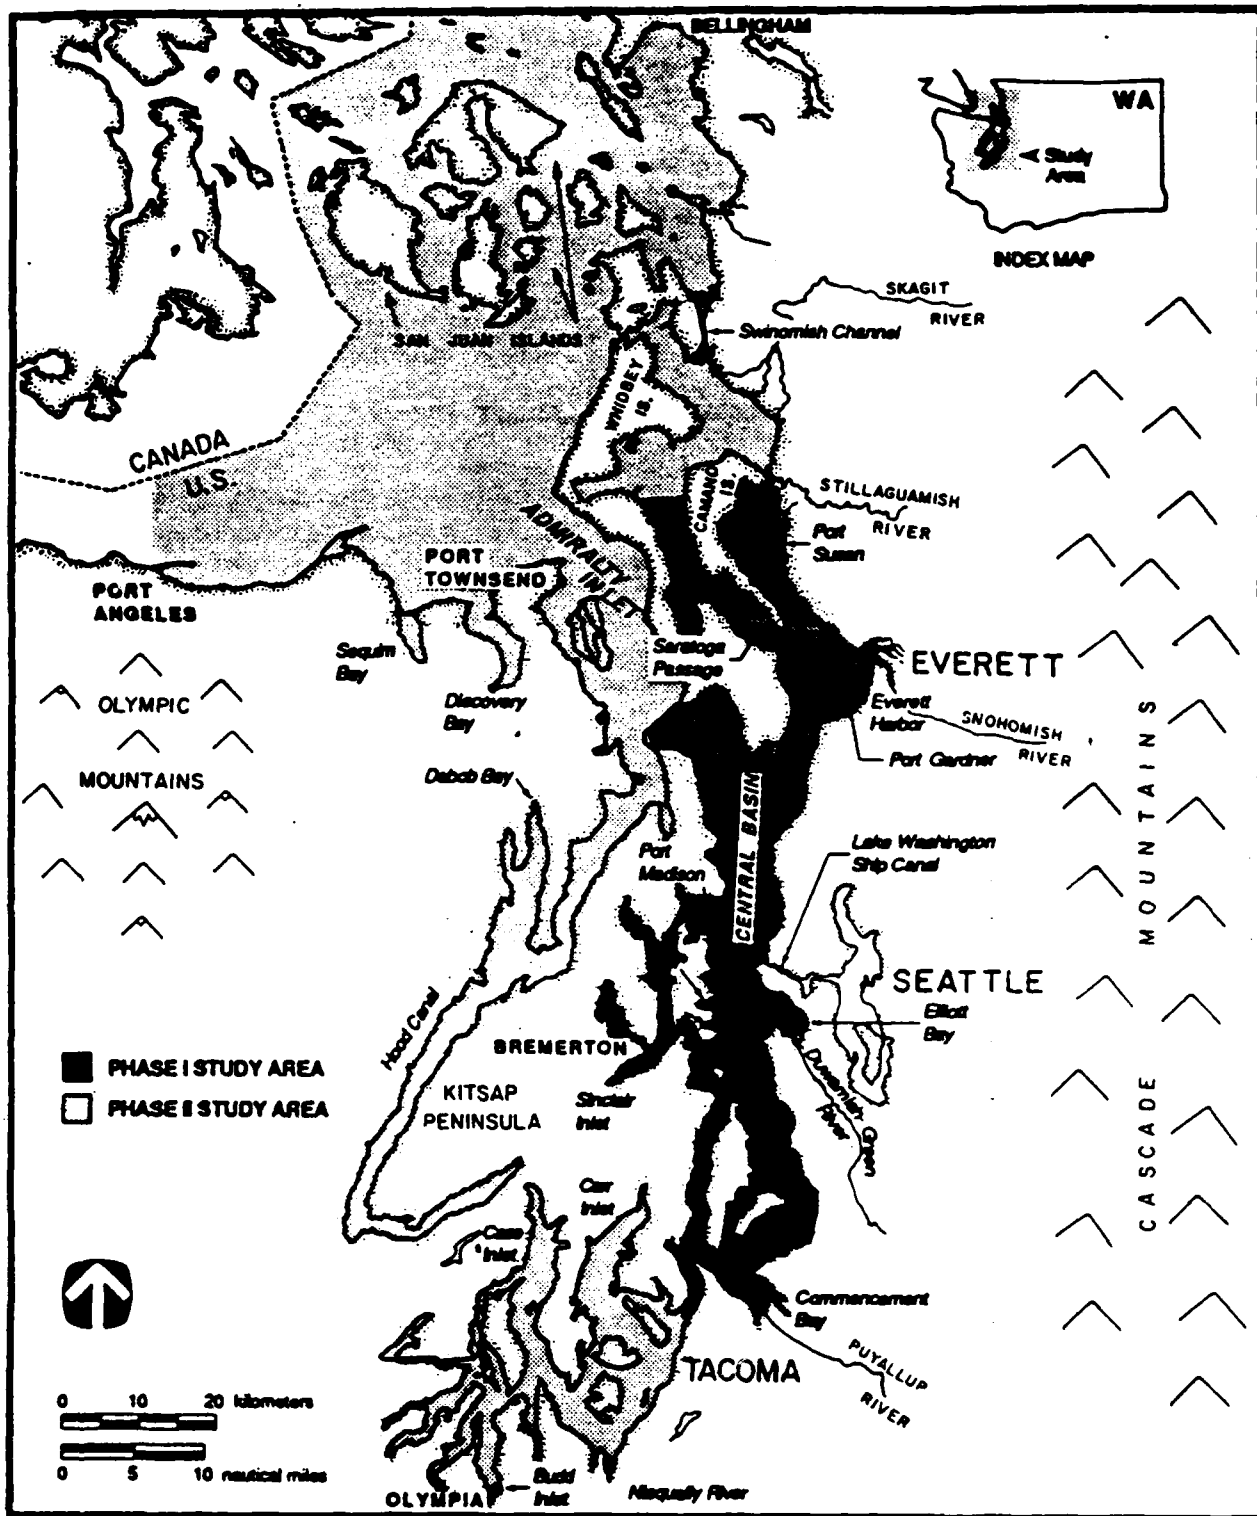 BELLINGHAM
WA
Study
Area
INDEX MAP
SKAGIT
RIVER
Swinomish Channel
SAN JUAN ISLANDS
WHIDBEY
IS.
CANADA
U.S.
CAMANO
IS.
STILLAGUAMISH
RIVER
Port
Susan
ADMIRALTY
INLET
PORT
TOWNSEND
PORT
ANGELES
Sequim
Bay
Discovery
Bay
Saratoga
Passage
EVERETT
Everett
Harbor
SNOHOMISH
RIVER
Port Gardner
OLYMPIC
MOUNTAINS
Dabob Bay
Port
Madison
CENTRAL BASIN
Lake Washington
Ship Canal
SEATTLE
Elliott
Bay
Duwamish
River
Green
Hood Canal
BREMERTON
Sinclair
Inlet
KITSAP
PENINSULA
PHASE I STUDY AREA
PHASE II STUDY AREA
Carr
Inlet
Case
Inlet
CASCADE MOUNTAINS
Commencement
Bay
PUYALLUP
RIVER
TACOMA
0 10 20 kilometers
0 5 10 nautical miles
OLYMPIA
Budd
Inlet
Nisqually River